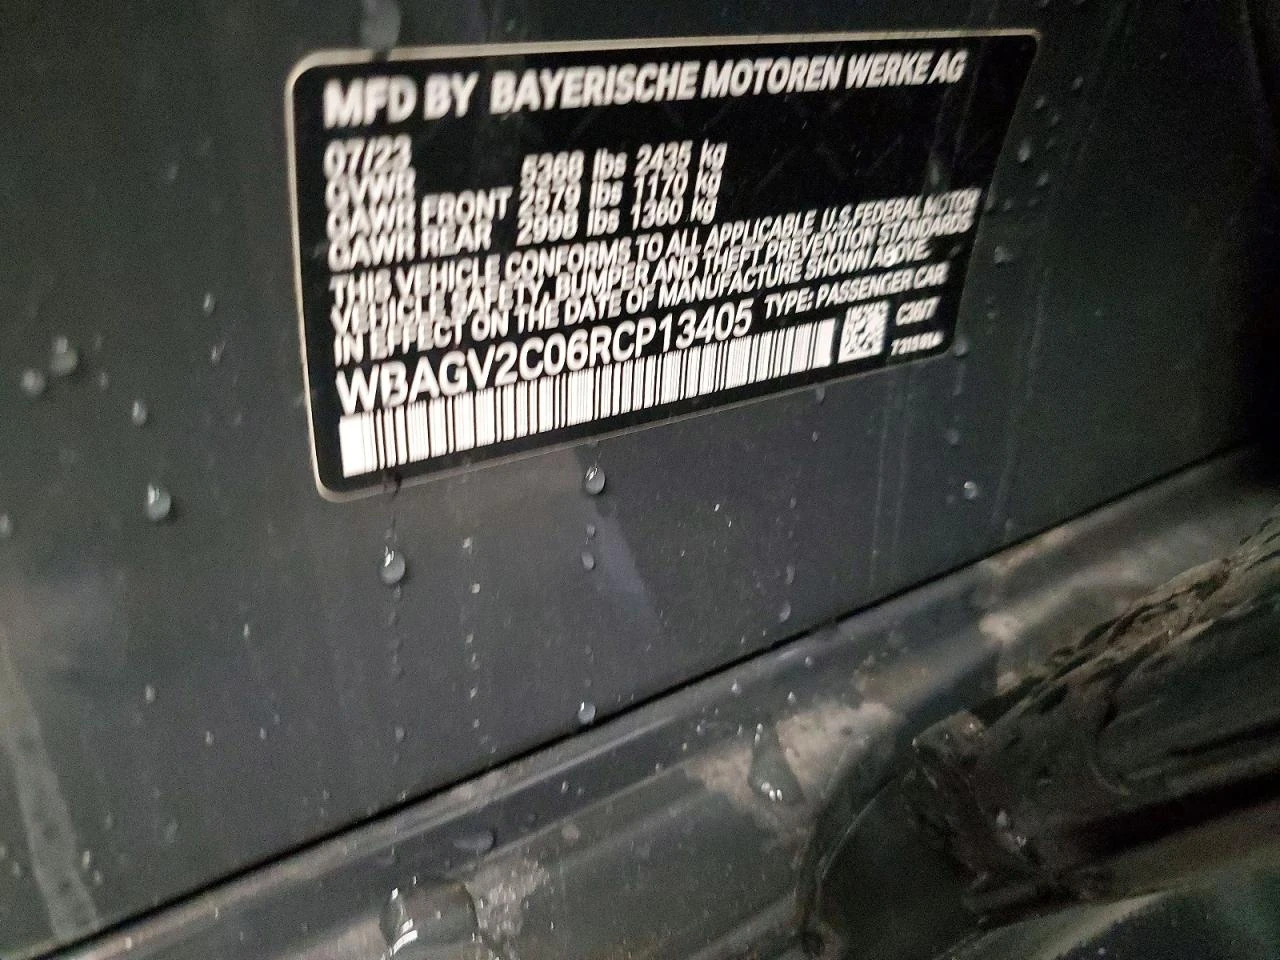 MFD BY BAYERISCHE MOTOREN WERKE AG
07/23
GVWR 5368 lbs 2435 kg
GAWR FRONT 2579 lbs 1170 kg
GAWR REAR 2998 lbs 1360 kg
THIS VEHICLE CONFORMS TO ALL APPLICABLE U.S.FEDERAL MOTOR
VEHICLE SAFETY, BUMPER AND THEFT PREVENTION STANDARDS
IN EFFECT ON THE DATE OF MANUFACTURE SHOWN ABOVE.
WBAGV2C06RCP13405 TYPE: PASSENGER CAR